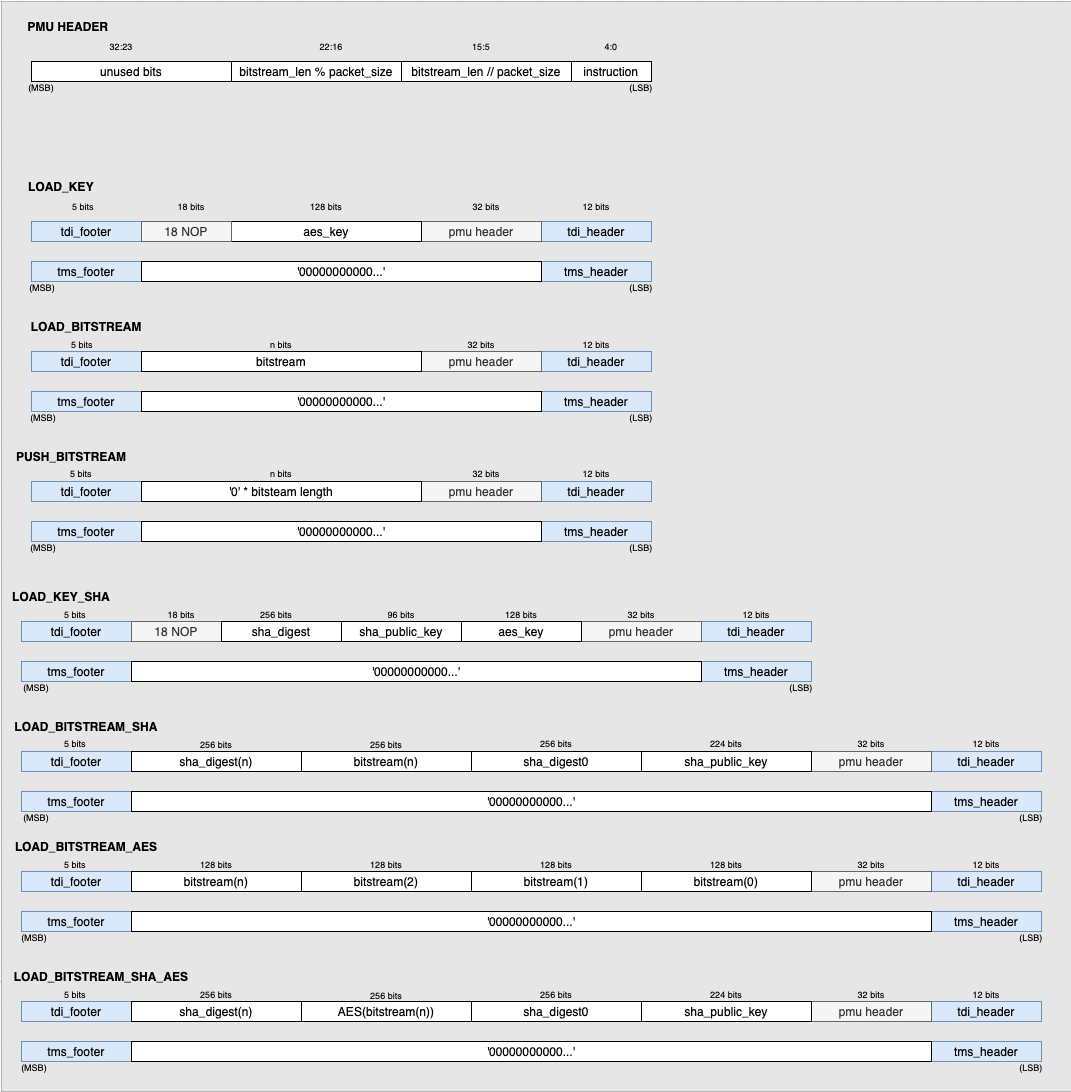 PMU HEADER
32:23 22:16 15:5 4:0
unused bits bitstream_len % packet_size bitstream_len // packet_size instruction
(MSB) (LSB)
LOAD_KEY
5 bits 18 bits 128 bits 32 bits 12 bits
tdi_footer 18 NOP aes_key pmu header tdi_header
tms_footer '00000000000...' tms_header
(MSB) (LSB)
LOAD_BITSTREAM
5 bits n bits 32 bits 12 bits
tdi_footer bitstream pmu header tdi_header
tms_footer '00000000000...' tms_header
(MSB) (LSB)
PUSH_BITSTREAM
5 bits n bits 32 bits 12 bits
tdi_footer '0' * bitsteam length pmu header tdi_header
tms_footer '00000000000...' tms_header
(MSB) (LSB)
LOAD_KEY_SHA
5 bits 18 bits 256 bits 96 bits 128 bits 32 bits 12 bits
tdi_footer 18 NOP sha_digest sha_public_key aes_key pmu header tdi_header
tms_footer '00000000000...' tms_header
(MSB) (LSB)
LOAD_BITSTREAM_SHA
5 bits 256 bits 256 bits 256 bits 224 bits 32 bits 12 bits
tdi_footer sha_digest(n) bitstream(n) sha_digest0 sha_public_key pmu header tdi_header
tms_footer '00000000000...' tms_header
(MSB) (LSB)
LOAD_BITSTREAM_AES
5 bits 128 bits 128 bits 128 bits 128 bits 32 bits 12 bits
tdi_footer bitstream(n) bitstream(2) bitstream(1) bitstream(0) pmu header tdi_header
tms_footer '00000000000...' tms_header
(MSB) (LSB)
LOAD_BITSTREAM_SHA_AES
5 bits 256 bits 256 bits 256 bits 224 bits 32 bits 12 bits
tdi_footer sha_digest(n) AES(bitstream(n)) sha_digest0 sha_public_key pmu header tdi_header
tms_footer '00000000000...' tms_header
(MSB) (LSB)